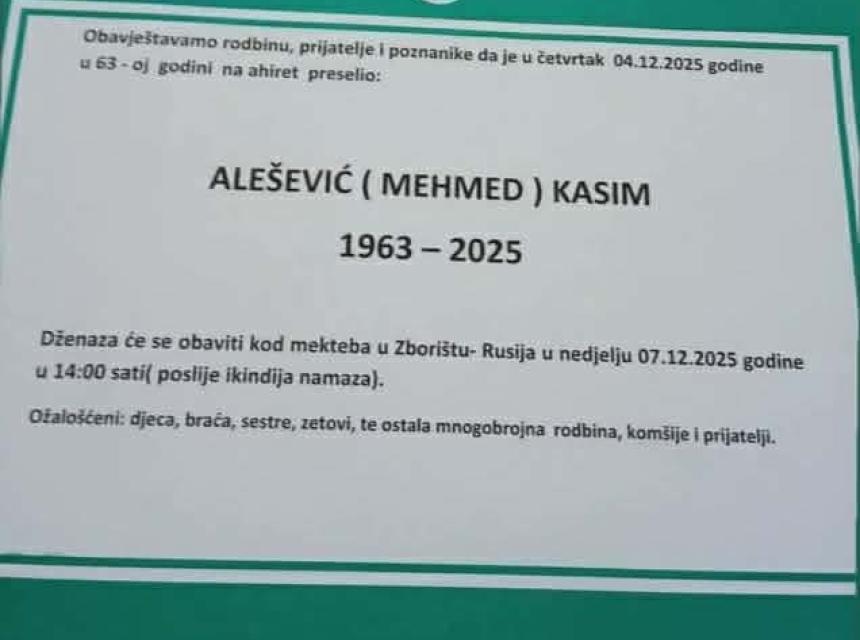 Obavještavamo rodbinu, prijatelje i poznanike da je u četvrtak 04.12.2025 godine
u 63 - oj godini na ahiret preselio:
ALEŠEVIĆ ( MEHMED ) KASIM
1963 – 2025
Dženaza će se obaviti kod mekteba u Zborištu- Rusija u nedjelju 07.12.2025 godine
u 14:00 sati( poslije ikindija namaza).
Ožalošćeni: djeca, braća, sestre, zetovi, te ostala mnogobrojna rodbina, komšije i prijatelji.